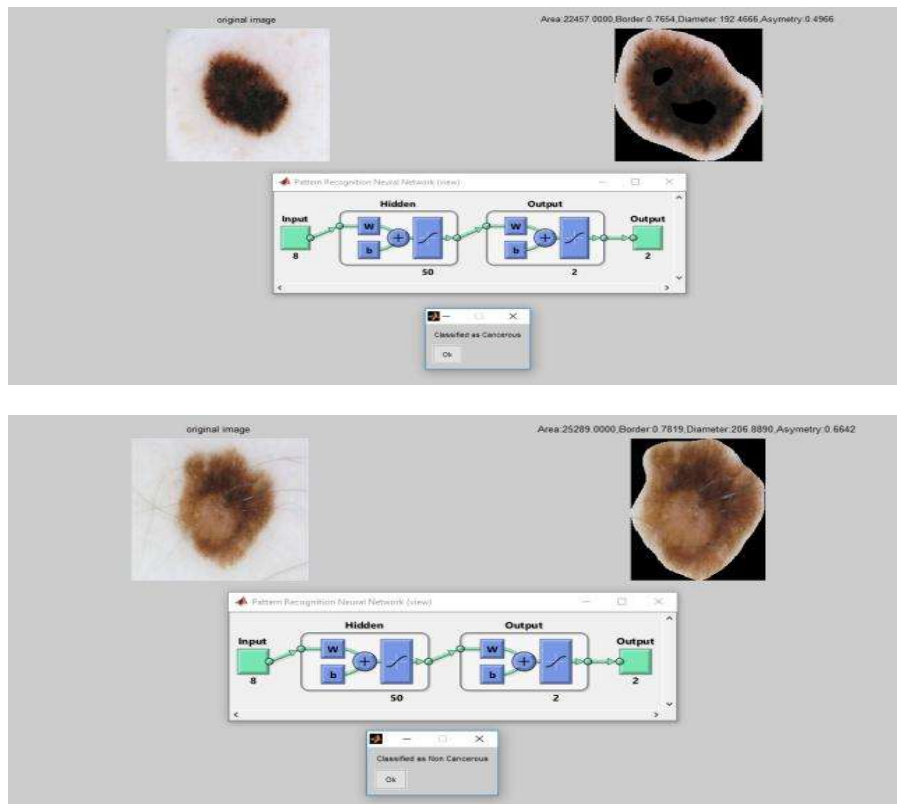 original image
Area:22457.0000,Border:0.7654,Diameter:192.4666,Asymetry:0.4966
Pattern Recognition Neural Network (view)
Hidden Output
Input Output
W W
b b
8 50 2 2
Classified as Cancerous
Ok
original image
Area:25289.0000,Border:0.7819,Diameter:206.8890,Asymetry:0.6642
Pattern Recognition Neural Network (view)
Hidden Output
Input Output
W W
b b
8 50 2 2
Classified as Non Cancerous
Ok